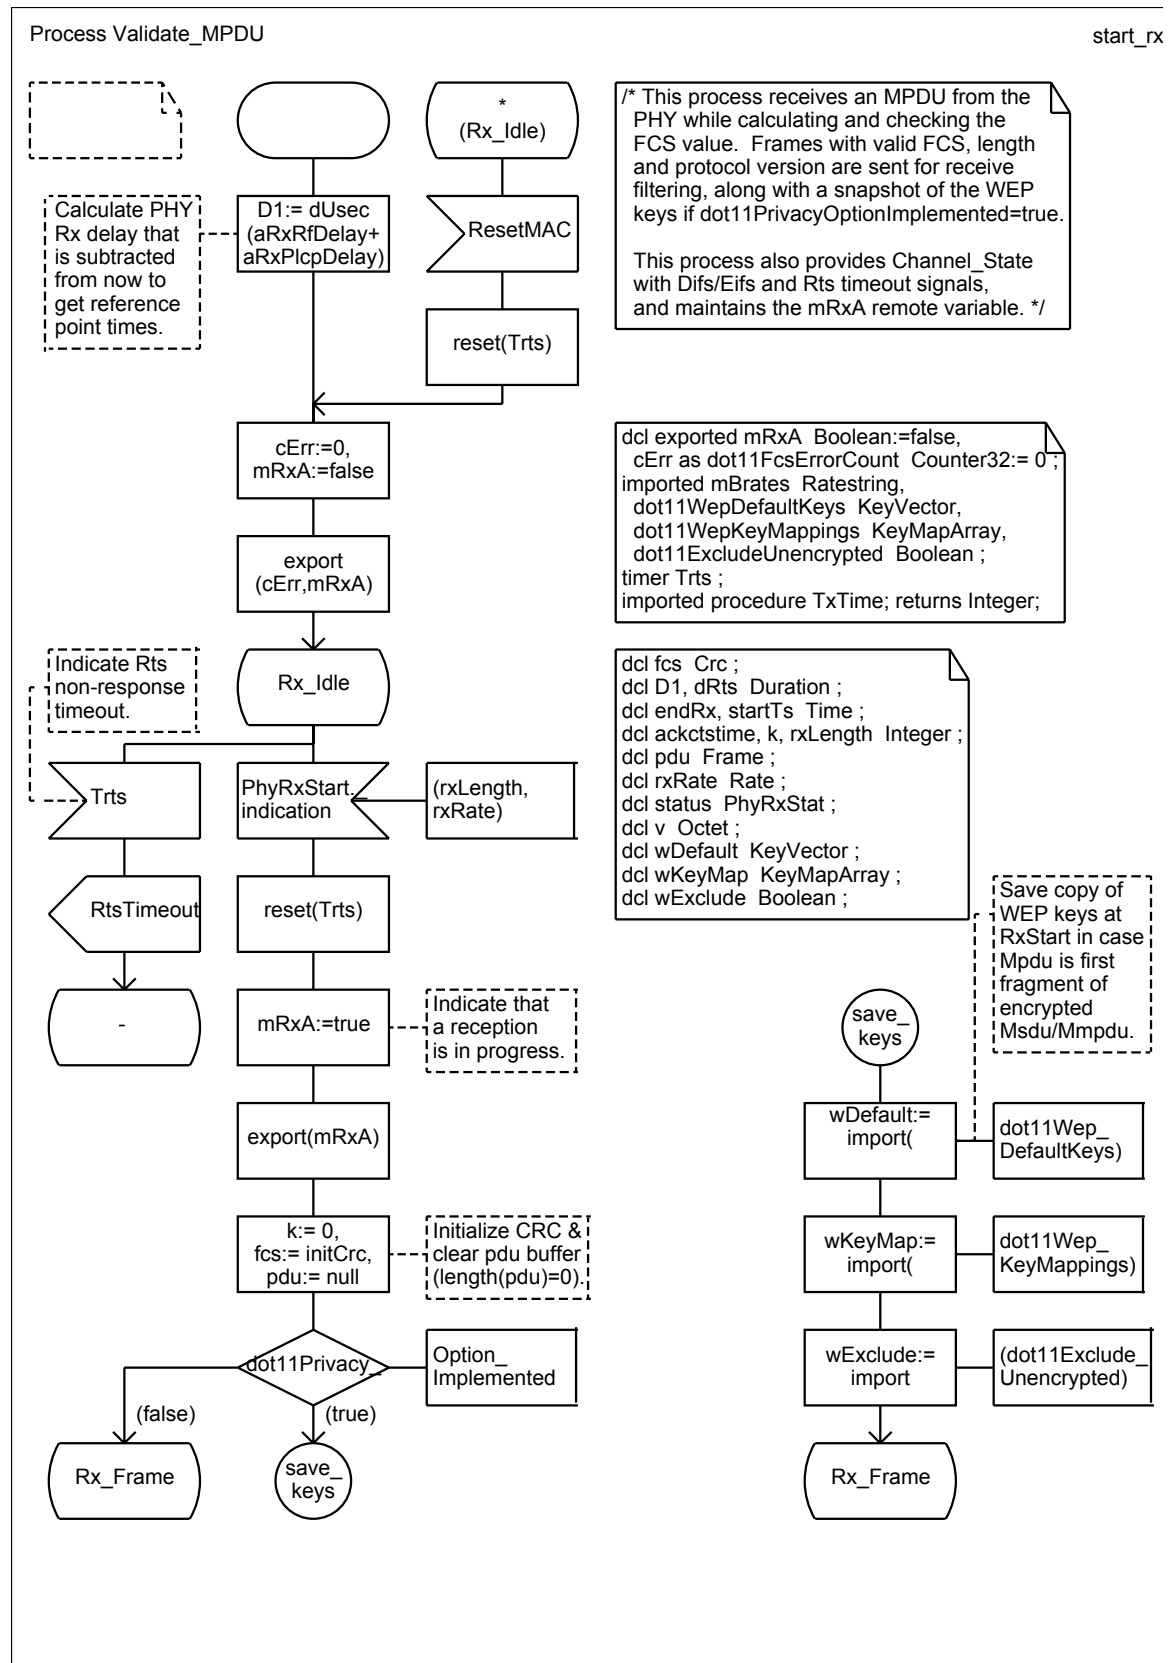 Process Validate_MPDU
start_rx
*
(Rx_Idle)
/* This process receives an MPDU from the
PHY while calculating and checking the
FCS value.  Frames with valid FCS, length
and protocol version are sent for receive
filtering, along with a snapshot of the WEP
keys if dot11PrivacyOptionImplemented=true.
This process also provides Channel_State
with Difs/Eifs and Rts timeout signals,
and maintains the mRxA remote variable. */
Calculate PHY
Rx delay that
is subtracted
from now to
get reference
point times.
D1:= dUsec
(aRxRfDelay+
aRxPlcpDelay)
ResetMAC
reset(Trts)
cErr:=0,
mRxA:=false
dcl exported mRxA  Boolean:=false,
cErr as dot11FcsErrorCount  Counter32:= 0 ;
imported mBrates  Ratestring,
dot11WepDefaultKeys  KeyVector,
dot11WepKeyMappings  KeyMapArray,
dot11ExcludeUnencrypted  Boolean ;
timer Trts ;
imported procedure TxTime; returns Integer;
export
(cErr,mRxA)
Indicate Rts
non-response
timeout.
Rx_Idle
dcl fcs  Crc ;
dcl D1, dRts  Duration ;
dcl endRx, startTs  Time ;
dcl ackctstime, k, rxLength  Integer ;
dcl pdu  Frame ;
dcl rxRate  Rate ;
dcl status  PhyRxStat ;
dcl v  Octet ;
dcl wDefault  KeyVector ;
dcl wKeyMap  KeyMapArray ;
dcl wExclude  Boolean ;
Trts
PhyRxStart._
indication
(rxLength,
rxRate)
RtsTimeout
reset(Trts)
Save copy of
WEP keys at
RxStart in case
Mpdu is first
fragment of
encrypted
Msdu/Mmpdu.
-
mRxA:=true
Indicate that
a reception
is in progress.
save_
keys
export(mRxA)
wDefault:=
import(
dot11Wep_
DefaultKeys)
k:= 0,
fcs:= initCrc,
pdu:= null
Initialize CRC &
clear pdu buffer
(length(pdu)=0).
wKeyMap:=
import(
dot11Wep_
KeyMappings)
dot11Privacy_
Option_
Implemented
wExclude:=
import
(dot11Exclude_
Unencrypted)
(false)
(true)
Rx_Frame
save_
keys
Rx_Frame